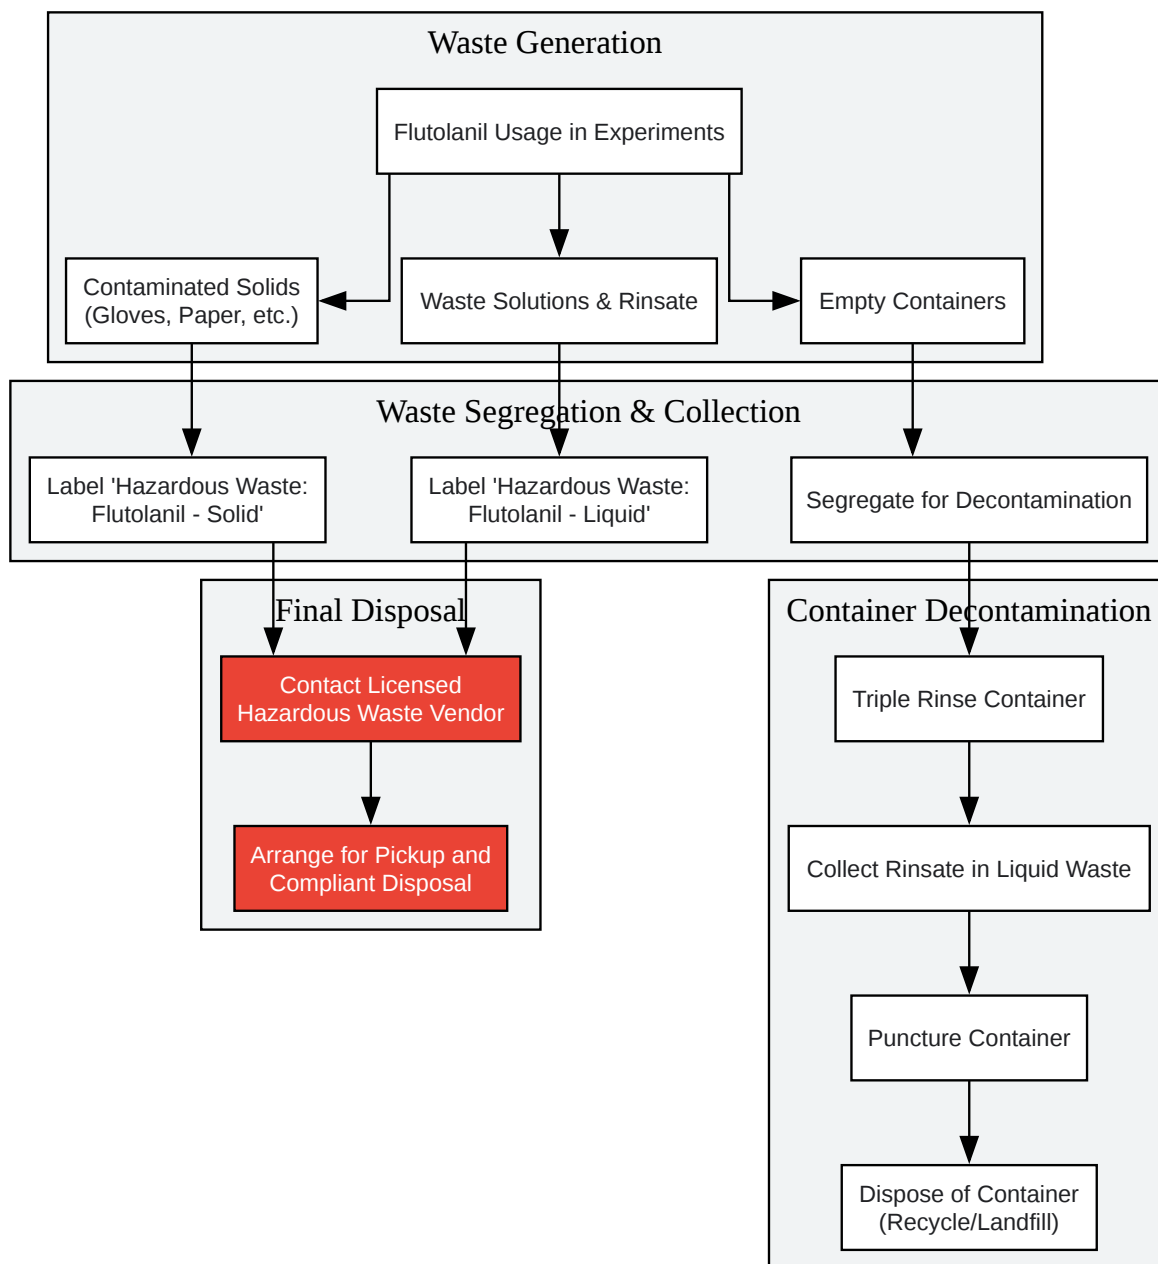 Waste Generation
Flutolanil Usage in Experiments
Contaminated Solids
(Gloves, Paper, etc.)
Waste Solutions & Rinsate
Empty Containers
Waste Segregation & Collection
Label 'Hazardous Waste:
Flutolanil - Solid'
Label 'Hazardous Waste:
Flutolanil - Liquid'
Segregate for Decontamination
Final Disposal
Contact Licensed
Hazardous Waste Vendor
Arrange for Pickup and
Compliant Disposal
Container Decontamination
Triple Rinse Container
Collect Rinsate in Liquid Waste
Puncture Container
Dispose of Container
(Recycle/Landfill)